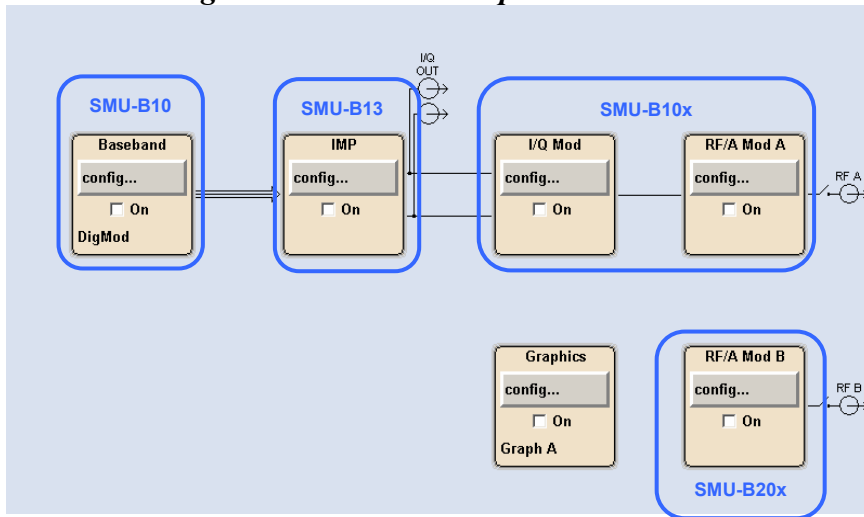 I/Q
OUT
SMU-B10
SMU-B13
SMU-B10x
Baseband
config...
On
DigMod
IMP
config...
On
I/Q Mod
config...
On
RF/A Mod A
config...
On
RF A
Graphics
config...
On
Graph A
RF/A Mod B
config...
On
RF B
SMU-B20x